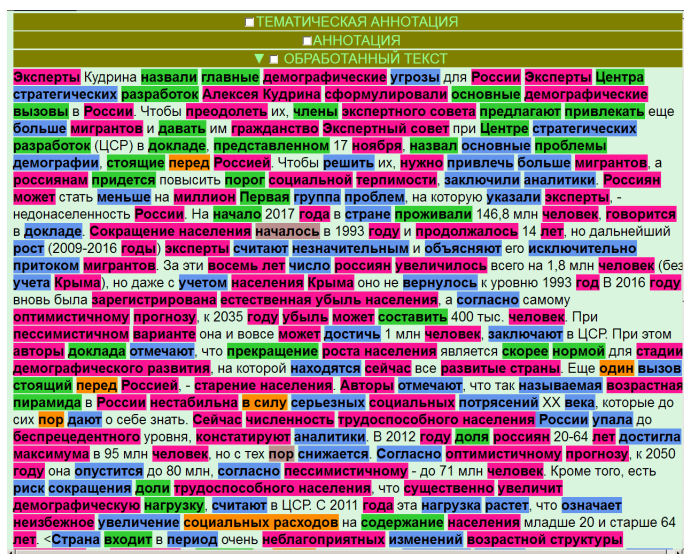 ТЕМАТИЧЕСКАЯ АННОТАЦИЯ
АННОТАЦИЯ
▼ ОБРАБОТАННЫЙ ТЕКСТ
Эксперты Кудрина назвали главные демографические угрозы для России Эксперты Центра
стратегических разработок Алексея Кудрина сформулировали основные демографические
вызовы в России. Чтобы преодолеть их, члены экспертного совета предлагают привлекать еще
больше мигрантов и давать им гражданство Экспертный совет при Центре стратегических
разработок (ЦСР) в докладе, представленном 17 ноября, назвал основные проблемы
демографии, стоящие перед Россией. Чтобы решить их, нужно привлечь больше мигрантов, а
россиянам придется повысить порог социальной терпимости, заключили аналитики. Россиян
может стать меньше на миллион Первая группа проблем, на которую указали эксперты, -
недонаселенность России. На начало 2017 года в стране проживали 146,8 млн человек, говорится
в докладе. Сокращение населения началось в 1993 году и продолжалось 14 лет, но дальнейший
рост (2009-2016 годы) эксперты считают незначительным и объясняют его исключительно
притоком мигрантов. За эти восемь лет число россиян увеличилось всего на 1,8 млн человек (без
учета Крыма), но даже с учетом населения Крыма оно не вернулось к уровню 1993 год В 2016 году
вновь была зарегистрирована естественная убыль населения, а согласно самому
оптимистичному прогнозу, к 2035 году убыль может составить 400 тыс. человек. При
пессимистичном варианте она и вовсе может достичь 1 млн человек, заключают в ЦСР. При этом
авторы доклада отмечают, что прекращение роста населения является скорее нормой для стадии
демографического развития, на которой находятся сейчас все развитые страны. Еще один вызов
стоящий перед Россией, - старение населения. Авторы отмечают, что так называемая возрастная
пирамида в России нестабильна в силу серьезных социальных потрясений XX века, которые до
сих пор дают о себе знать. Сейчас численность трудоспособного населения России упала до
беспрецедентного уровня, констатируют аналитики. В 2012 году доля россиян 20-64 лет достигла
максимума в 95 млн человек, но с тех пор снижается. Согласно оптимистичному прогнозу, к 2050
году она опустится до 80 млн, согласно пессимистичному - до 71 млн человек. Кроме того, есть
риск сокращения доли трудоспособного населения, что существенно увеличит
демографическую нагрузку, считают в ЦСР. С 2011 года эта нагрузка растет, что означает
неизбежное увеличение социальных расходов на содержание населения младше 20 и старше 64
лет. <Страна входит в период очень неблагоприятных изменений возрастной структуры